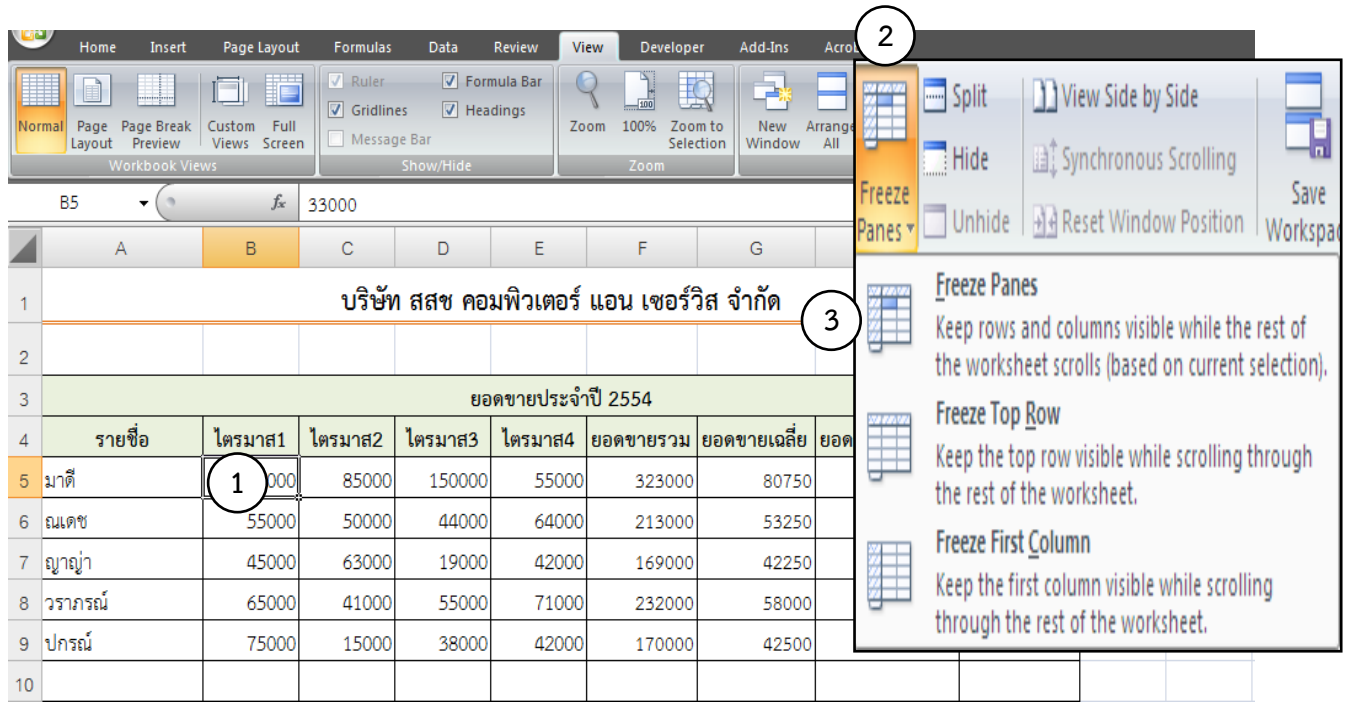 Home Insert Page Layout Formulas Data Review View Developer Add-Ins
2
Ruler Formula Bar
Gridlines Headings
Message Bar
Normal Page Layout Page Break Preview Custom Views Full Screen
Zoom 100% Zoom to Selection New Window Arrange All
Workbook Views Show/Hide Zoom
Freeze Panes
Split View Side by Side
Hide Synchronous Scrolling
Unhide Reset Window Position
Save
B5 fx 33000
A B C D E F G
Freeze Panes
Keep rows and columns visible while the rest of
the worksheet scrolls (based on current selection).
Freeze Top Row
Keep the top row visible while scrolling through
the rest of the worksheet.
Freeze First Column
Keep the first column visible while scrolling
through the rest of the worksheet.
3
1 บริษัท สสช คอมพิวเตอร์ แอน เซอร์วิส จำกัด
2
3 ยอดขายประจำปี 2554
4 รายชื่อ ไตรมาส1 ไตรมาส2 ไตรมาส3 ไตรมาส4 ยอดขายรวม ยอดขายเฉลี่ย ยอด
5 มาดี 1 000 85000 150000 55000 323000 80750
6 ณเดช 55000 50000 44000 64000 213000 53250
7 ญาญ่า 45000 63000 19000 42000 169000 42250
8 วราภรณ์ 65000 41000 55000 71000 232000 58000
9 ปกรณ์ 75000 15000 38000 42000 170000 42500
10